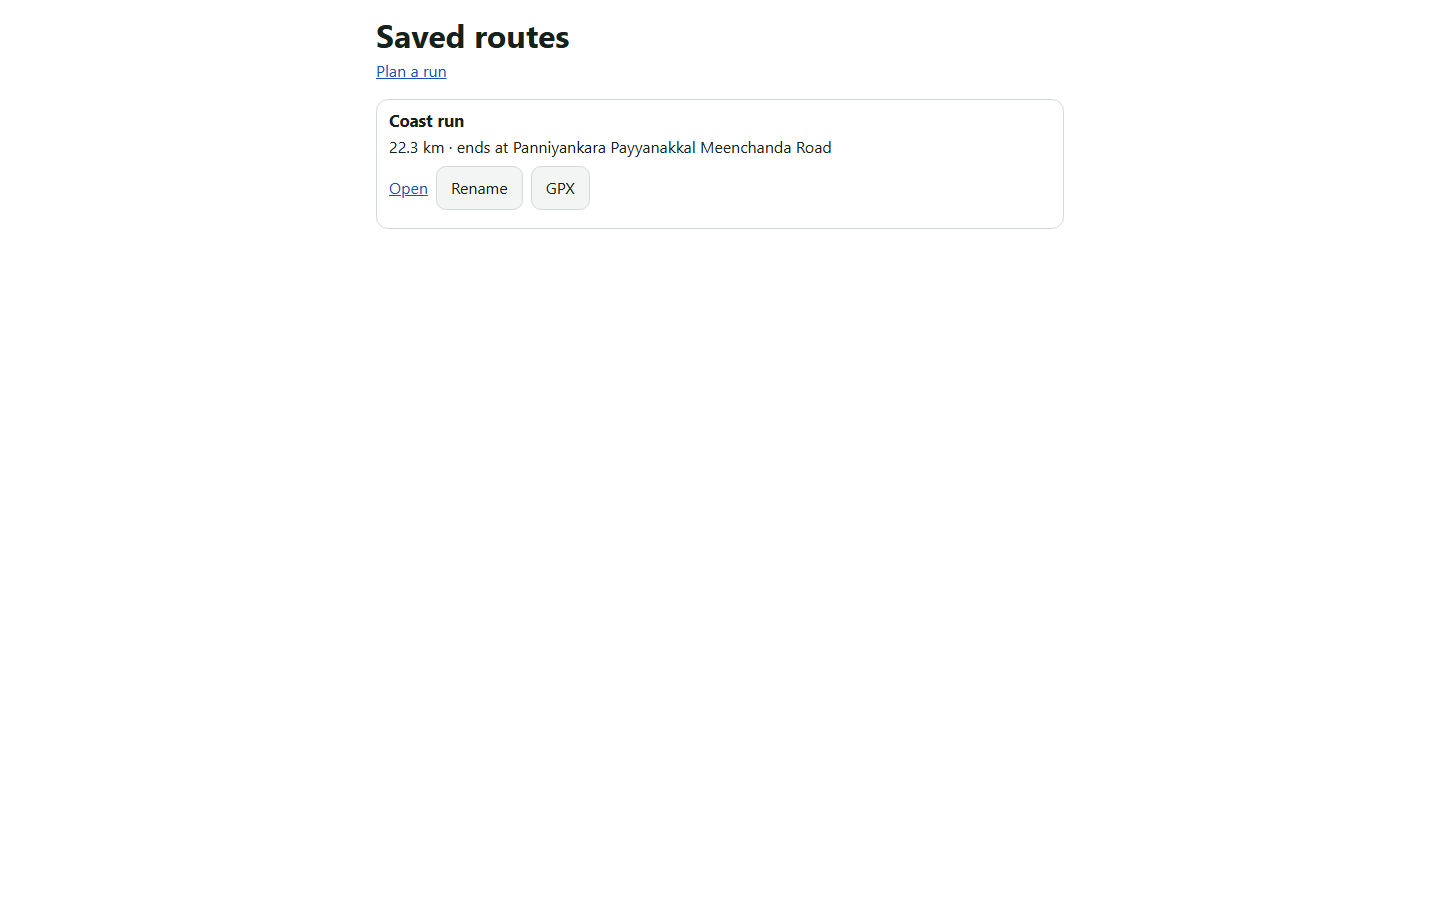 Saved routes
Plan a run
Coast run
22.3 km · ends at Panniyankara Payyanakkal Meenchanda Road
Open Rename GPX